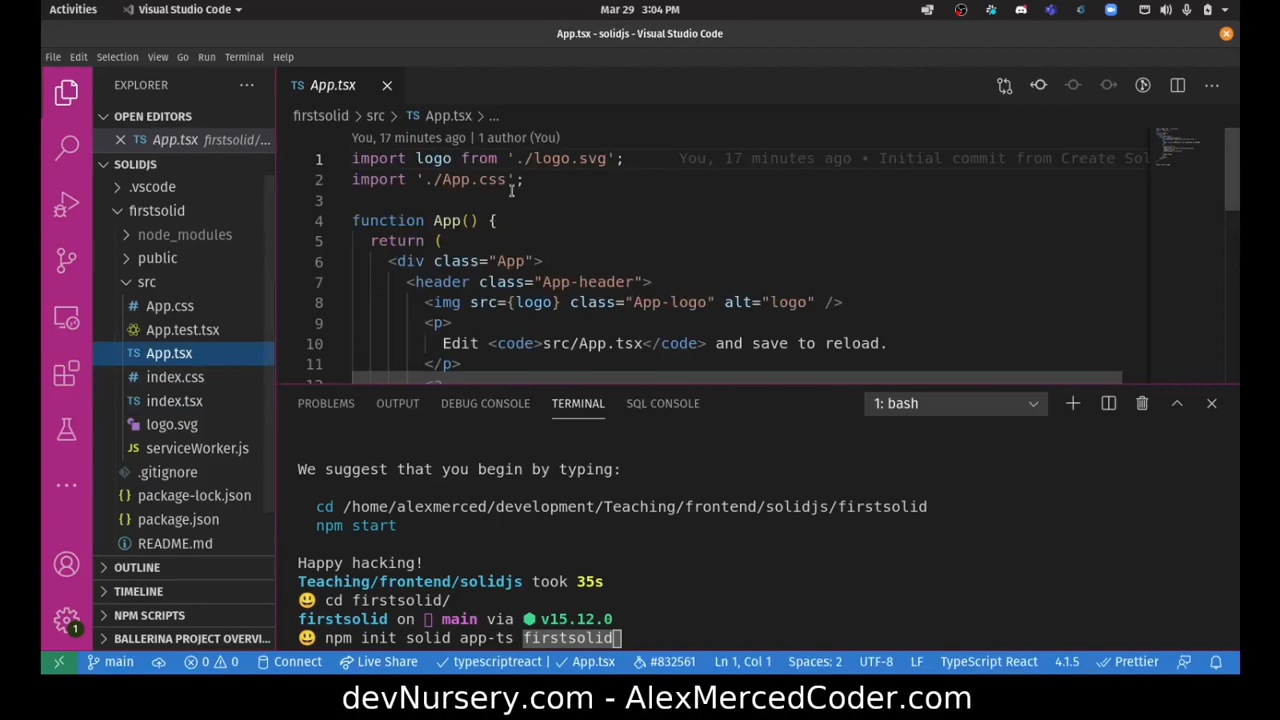 Activities
Visual Studio Code
Mar 29 3:04 PM
App.tsx - solidjs - Visual Studio Code
File Edit Selection View Go Run Terminal Help
EXPLORER
OPEN EDITORS
App.tsx firstsolid/...
SOLIDJS
.vscode
firstsolid
node_modules
public
src
App.css
App.test.tsx
App.tsx
index.css
index.tsx
logo.svg
serviceWorker.js
.gitignore
package-lock.json
package.json
README.md
OUTLINE
TIMELINE
NPM SCRIPTS
BALLERINA PROJECT OVERVI...
1
TS App.tsx
firstsolid > src > TS App.tsx > ...
You, 17 minutes ago | 1 author (You)
1 import logo from './logo.svg'; You, 17 minutes ago • Initial commit from Create Sol
2 import './App.css';
3
4 function App() {
5 return (
6 <div class="App">
7 <header class="App-header">
8 <img src={logo} class="App-logo" alt="logo" />
9 <p>
10 Edit <code>src/App.tsx</code> and save to reload.
11 </p>
PROBLEMS OUTPUT DEBUG CONSOLE TERMINAL SQL CONSOLE 1: bash
We suggest that you begin by typing:
cd /home/alexmerced/development/Teaching/frontend/solidjs/firstsolid
npm start
Happy hacking!
Teaching/frontend/solidjs took 35s
😃 cd firstsolid/
firstsolid on main via ⬢ v15.12.0
😃 npm init solid app-ts firstsolid
main 0 0 Connect Live Share typescriptreact | App.tsx #832561 Ln 1, Col 1 Spaces: 2 UTF-8 LF TypeScript React 4.1.5 Prettier
devNursery.com - AlexMercedCoder.com